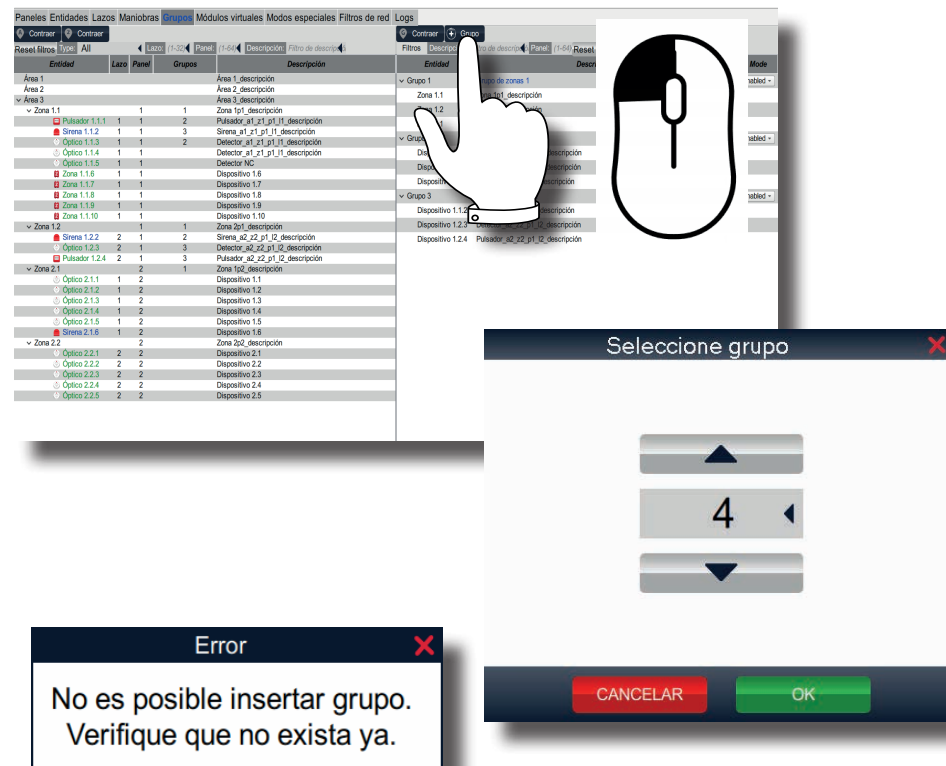 Paneles Entidades Lazos Maniobras Grupos Módulos virtuales Modos especiales Filtros de red Logs
Contraer Contraer
Reset filtros Type: All Lazo: (1-32) Panel: (1-64) Descripción: Filtro de descripció
Entidad Lazo Panel Grupos Descripción
Área 1 Área 1_descripción
Área 2 Área 2_descripción
Área 3 Área 3_descripción
Zona 1.1 1 1 Zona 1p1_descripción
Pulsador 1.1.1 1 1 2 Pulsador_a1_z1_p1_l1_descripción
Sirena 1.1.2 1 1 3 Sirena_a1_z1_p1_l1_descripción
Óptico 1.1.3 1 1 2 Detector_a1_z1_p1_l1_descripción
Óptico 1.1.4 1 1 Detector_a1_z1_p1_l1_descripción
Óptico 1.1.5 1 1 Detector NC
Zona 1.1.6 1 1 Dispositivo 1.6
Zona 1.1.7 1 1 Dispositivo 1.7
Zona 1.1.8 1 1 Dispositivo 1.8
Zona 1.1.9 1 1 Dispositivo 1.9
Zona 1.1.10 1 1 Dispositivo 1.10
Zona 1.2 1 1 Zona 2p1_descripción
Sirena 1.2.2 2 1 2 Sirena_a2_z2_p1_l2_descripción
Óptico 1.2.3 2 1 3 Detector_a2_z2_p1_l2_descripción
Pulsador 1.2.4 2 1 3 Pulsador_a2_z2_p1_l2_descripción
Zona 2.1 2 1 Zona 1p2_descripción
Óptico 2.1.1 1 2 Dispositivo 1.1
Óptico 2.1.2 1 2 Dispositivo 1.2
Óptico 2.1.3 1 2 Dispositivo 1.3
Óptico 2.1.4 1 2 Dispositivo 1.4
Óptico 2.1.5 1 2 Dispositivo 1.5
Sirena 2.1.6 1 2 Dispositivo 1.6
Zona 2.2 2 Zona 2p2_descripción
Óptico 2.2.1 2 2 Dispositivo 2.1
Óptico 2.2.2 2 2 Dispositivo 2.2
Óptico 2.2.3 2 2 Dispositivo 2.3
Óptico 2.2.4 2 2 Dispositivo 2.4
Óptico 2.2.5 2 2 Dispositivo 2.5
Contraer Grupo
Filtros Panel: (1-64) Reset
Entidad Mode
Grupo 1 de zonas 1
Zona 1.1 1p1_descripción
1.2
Grupo 3
Dispositivo 1.1.2
Dispositivo 1.2.3 Detector_a2_z2_p1_l2_descripción
Dispositivo 1.2.4 Pulsador_a2_z2_p1_l2_descripción
Seleccione grupo
4
CANCELAR OK
Error
No es posible insertar grupo.
Verifique que no exista ya.